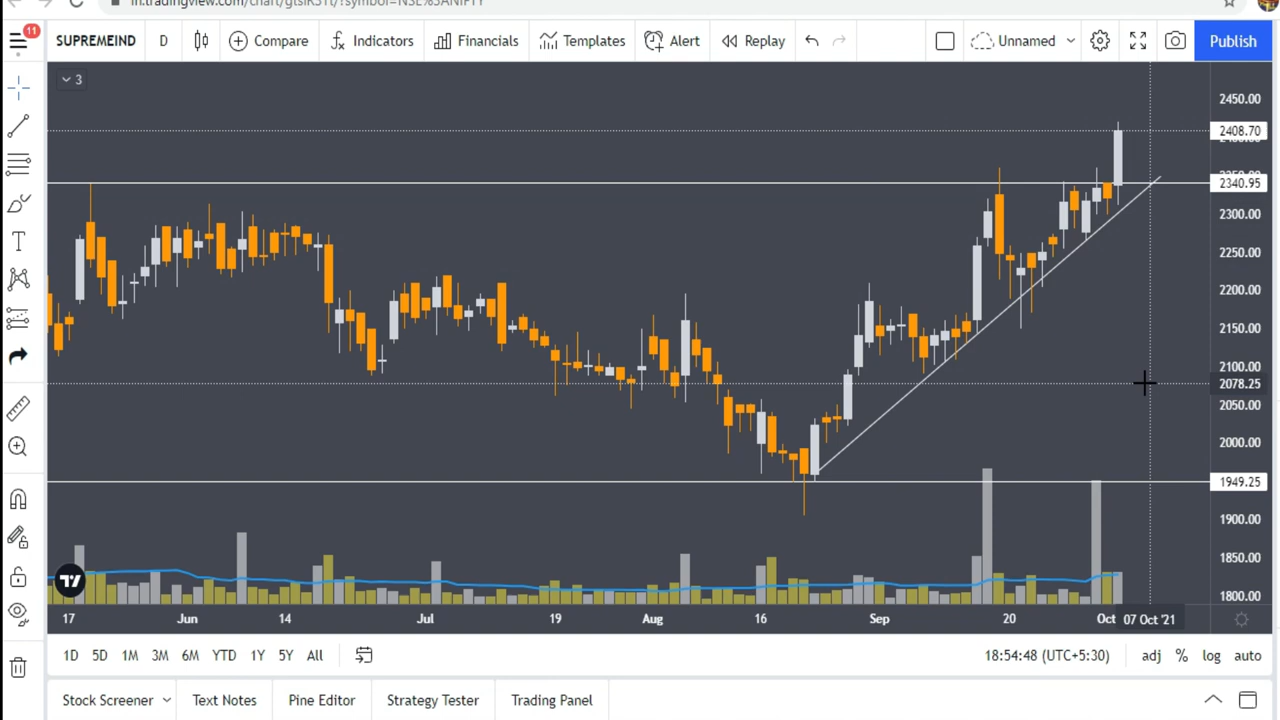 in.tradingview.com/chart/
/?symbol=NSE%3ANIFTY
11
SUPREMEIND
D
Compare
Indicators
Financials
Templates
Alert
Replay
Unnamed
Publish
3
2450.00
2408.70
2340.95
2300.00
2250.00
2200.00
2150.00
2100.00
2078.25
2050.00
2000.00
1949.25
1900.00
1850.00
1800.00
17 Jun 14 Jul 19 Aug 16 Sep 20 Oct 07 Oct '21
1D 5D 1M 3M 6M YTD 1Y 5Y All
18:54:48 (UTC+5:30)
adj % log auto
Stock Screener
Text Notes
Pine Editor
Strategy Tester
Trading Panel